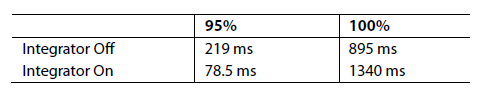 95% 100%
Integrator Off 219 ms 895 ms
Integrator On 78.5 ms 1340 ms